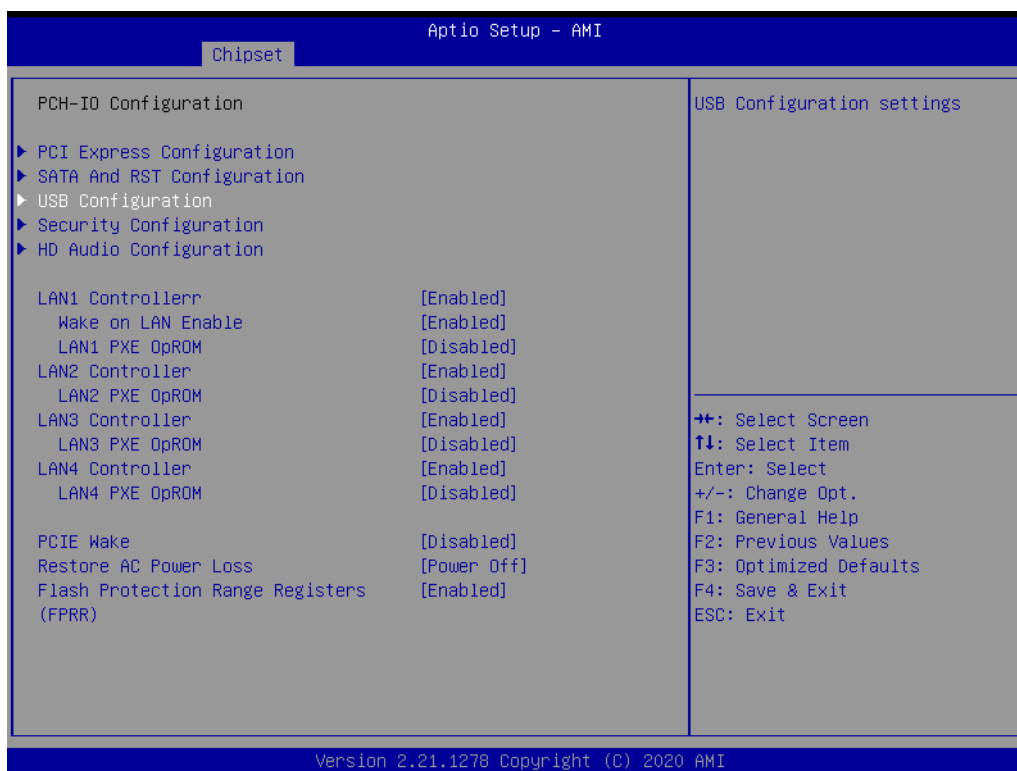 Aptio Setup – AMI
Chipset
PCH-IO Configuration
PCI Express Configuration
SATA And RST Configuration
USB Configuration
Security Configuration
HD Audio Configuration
LAN1 Controllerr [Enabled]
Wake on LAN Enable [Enabled]
LAN1 PXE OpROM [Disabled]
LAN2 Controller [Enabled]
LAN2 PXE OpROM [Disabled]
LAN3 Controller [Enabled]
LAN3 PXE OpROM [Disabled]
LAN4 Controller [Enabled]
LAN4 PXE OpROM [Disabled]
PCIE Wake [Disabled]
Restore AC Power Loss [Power Off]
Flash Protection Range Registers [Enabled]
(FPRR)
USB Configuration settings
→←: Select Screen
↑↓: Select Item
Enter: Select
+/-: Change Opt.
F1: General Help
F2: Previous Values
F3: Optimized Defaults
F4: Save & Exit
ESC: Exit
Version 2.21.1278 Copyright (C) 2020 AMI